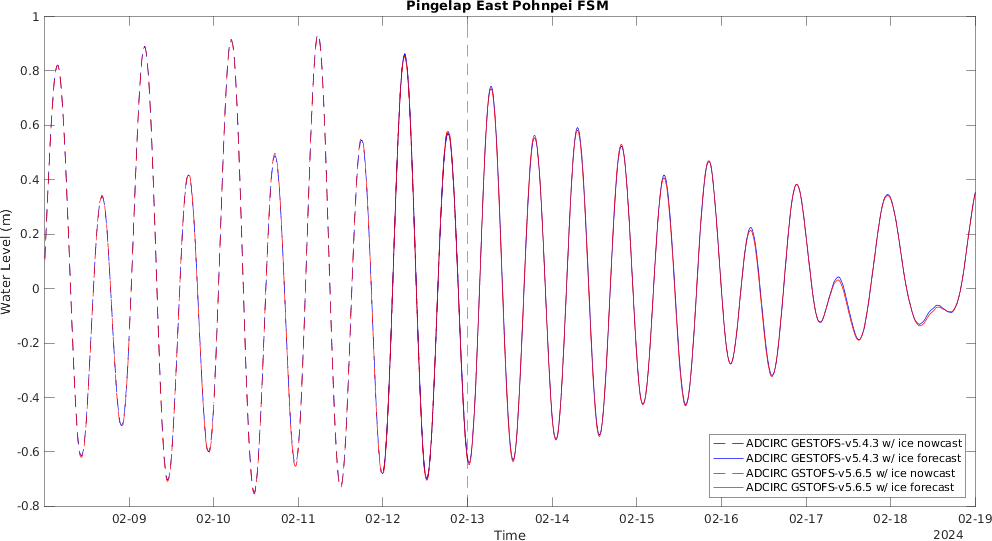 Pingelap East Pohnpei FSM
1
0.8
0.6
0.4
0.2
0
-0.2
-0.4
-0.6
-0.8
Water Level (m)
ADCIRC GESTOFS-v5.4.3 w/ ice nowcast
ADCIRC GESTOFS-v5.4.3 w/ ice forecast
ADCIRC GSTOFS-v5.6.5 w/ ice nowcast
ADCIRC GSTOFS-v5.6.5 w/ ice forecast
02-09 02-10 02-11 02-12 02-13 02-14 02-15 02-16 02-17 02-18 02-19
Time
2024